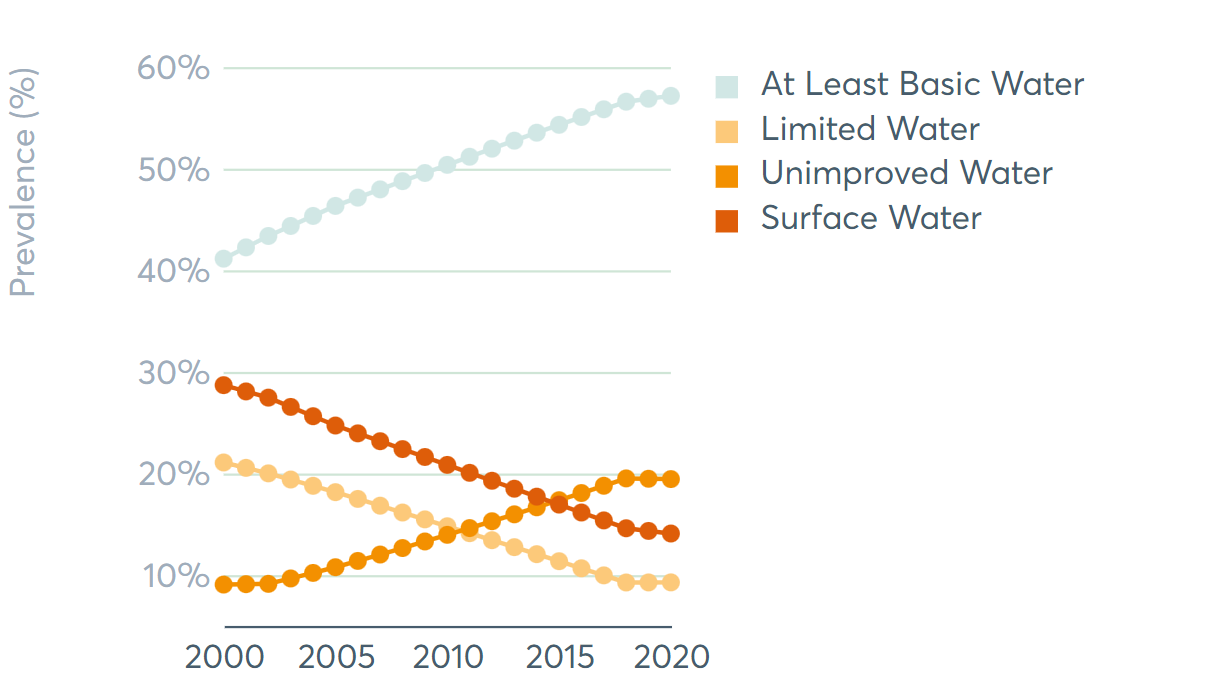 Prevalence (%)
60%
50%
40%
30%
20%
10%
2000 2005 2010 2015 2020
At Least Basic Water
Limited Water
Unimproved Water
Surface Water